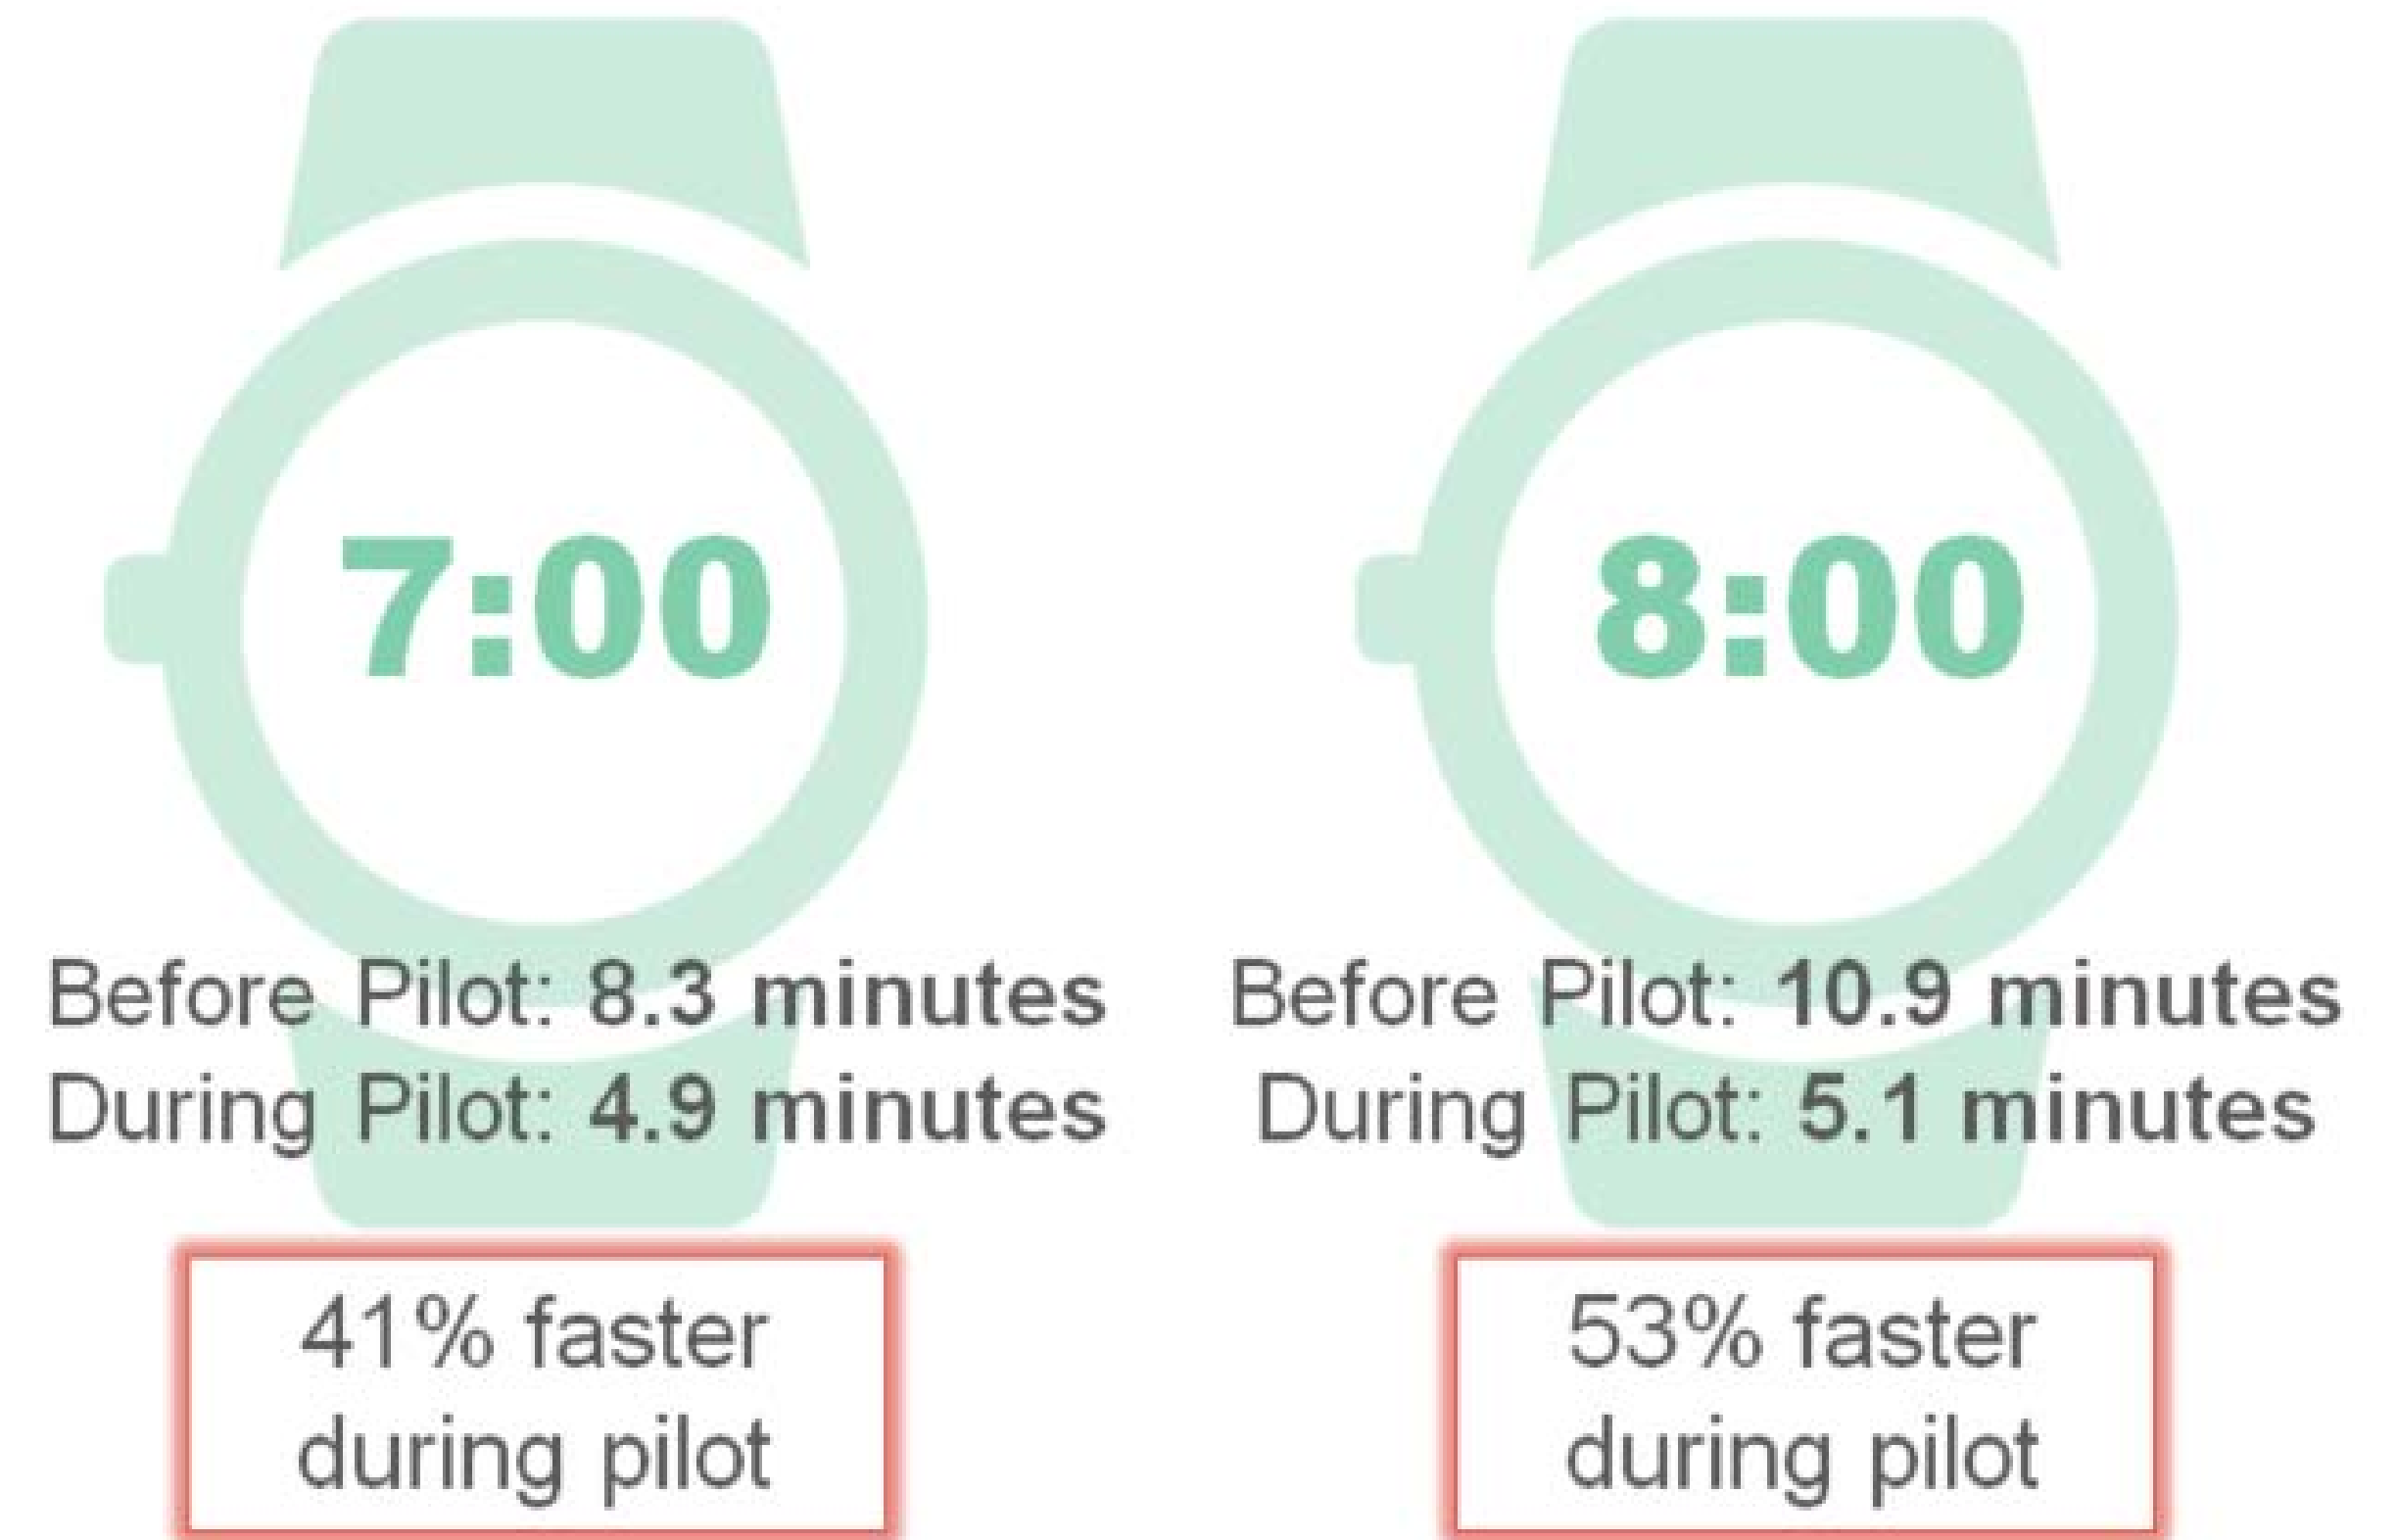 7:00
Before Pilot: 8.3 minutes
During Pilot: 4.9 minutes
41% faster
during pilot
8:00
Before Pilot: 10.9 minutes
During Pilot: 5.1 minutes
53% faster
during pilot